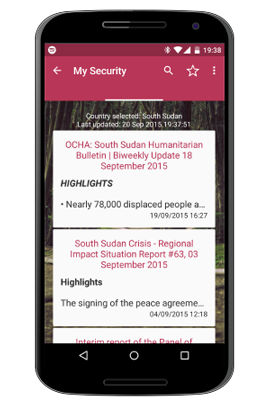 19:38
My Security
Country selected: South Sudan
Last updated: 20 Sep 2015,19:37:51
OCHA: South Sudan Humanitarian
Bulletin | Biweekly Update 18
September 2015
HIGHLIGHTS
• Nearly 78,000 displaced people a...
19/09/2015 16:27
South Sudan Crisis - Regional
Impact Situation Report #63, 03
September 2015
Highlights
The signing of the peace agreeme...
04/09/2015 12:18
Interim report of the Panel of